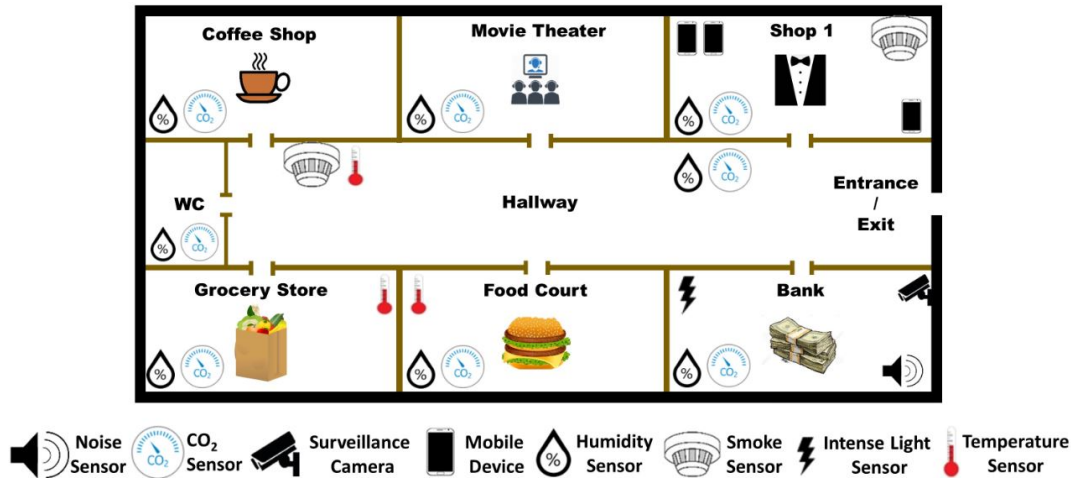 Coffee Shop
Movie Theater
Shop 1
%
CO2
%
CO2
%
CO2
%
CO2
WC
Hallway
Entrance
/
Exit
%
CO2
Grocery Store
Food Court
Bank
%
CO2
%
CO2
%
CO2
Noise
Sensor
CO2
CO2
Sensor
Surveillance
Camera
Mobile
Device
%
Humidity
Sensor
Smoke
Sensor
Intense Light
Sensor
Temperature
Sensor